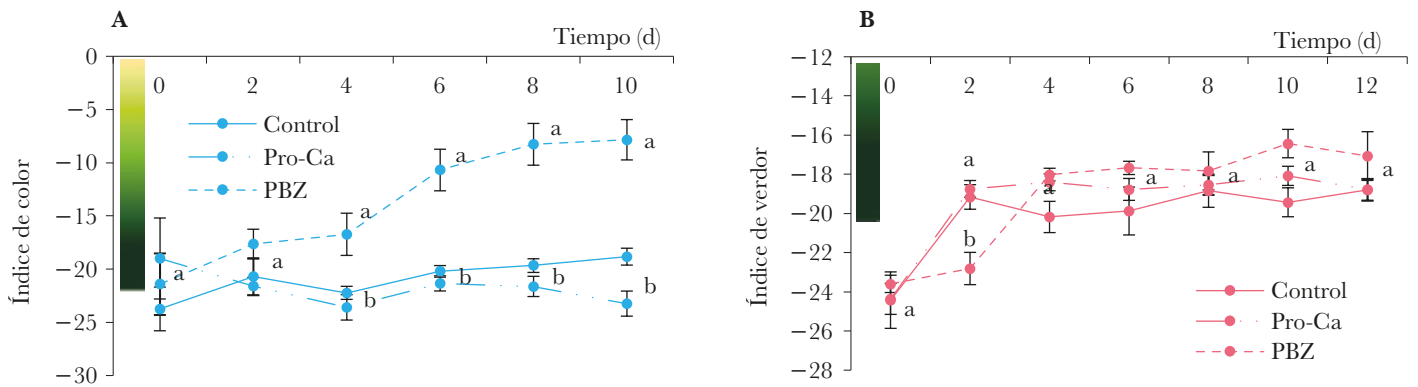 A
Tiempo (d)
0
−5
−10
−15
−20
−25
−30
Índice de color
0 2 4 6 8 10
Control
Pro-Ca
PBZ
a a a a a a
b b b b
B
Tiempo (d)
−12
−14
−16
−18
−20
−22
−24
−26
−28
Índice de verdor
0 2 4 6 8 10 12
a a a a a a a
b
Control
Pro-Ca
PBZ